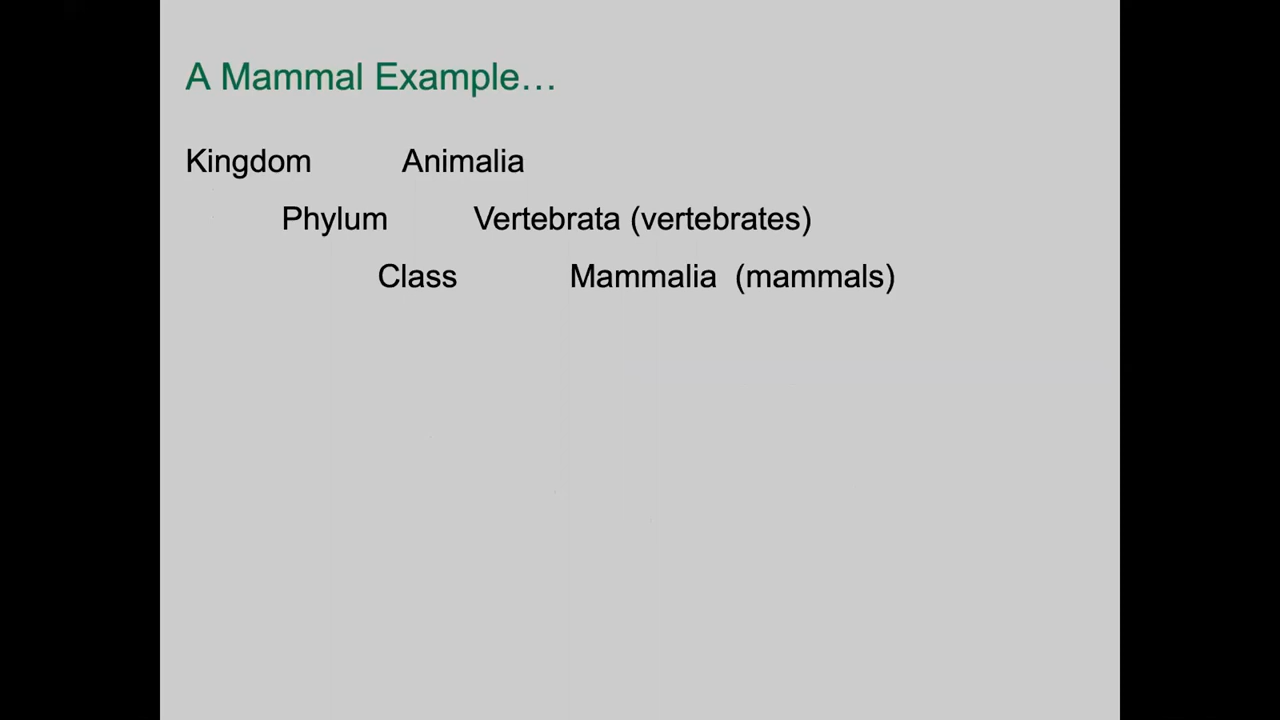 A Mammal Example…
Kingdom Animalia
Phylum Vertebrata (vertebrates)
Class Mammalia (mammals)